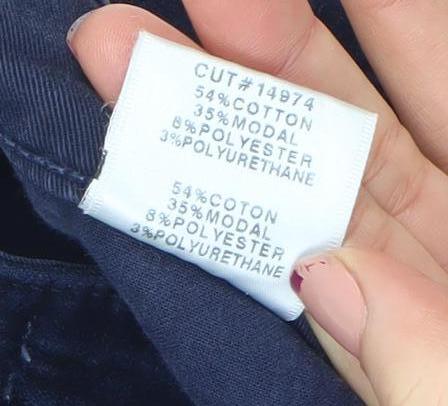 CUT#14974
54%COTTON
35%MODAL
8%POLYESTER
3%POLYURETHANE
54%COTON
35%MODAL
8%POLYESTER
3%POLYURETHANE